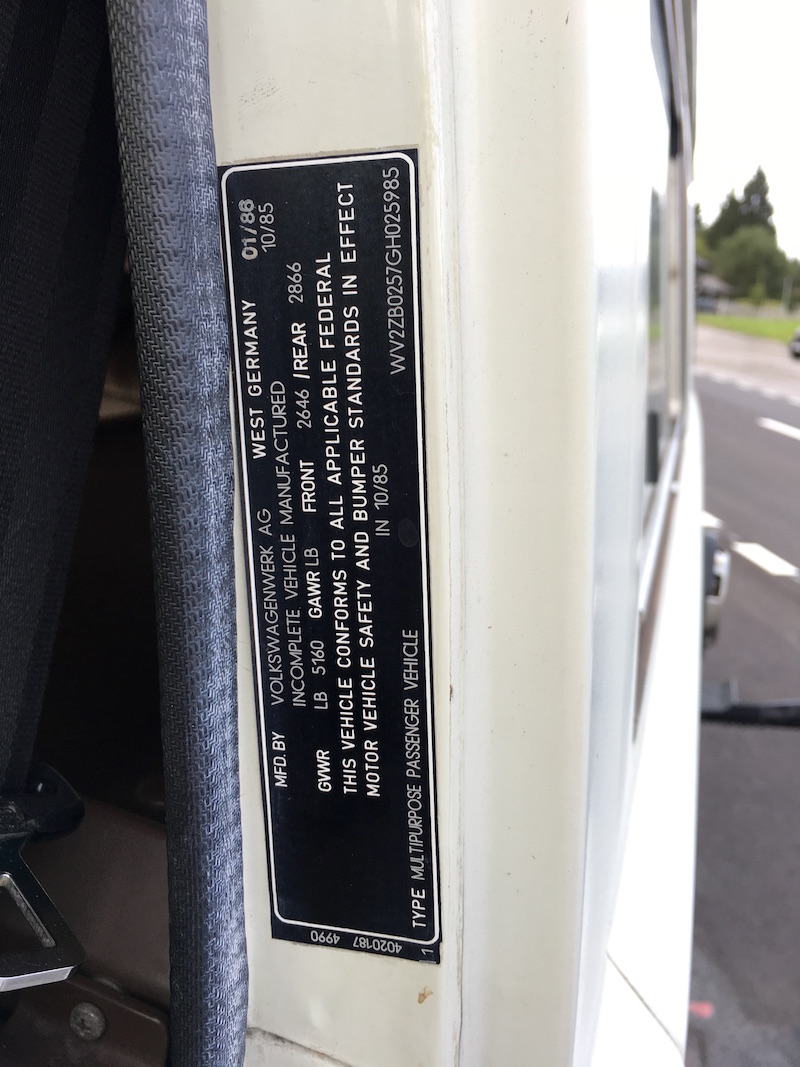 MFD. BY VOLKSWAGENWERK AG WEST GERMANY 01/86
INCOMPLETE VEHICLE MANUFACTURED 10/85
GVWR LB 5160 GAWR LB FRONT 2646 /REAR 2866
THIS VEHICLE CONFORMS TO ALL APPLICABLE FEDERAL
MOTOR VEHICLE SAFETY AND BUMPER STANDARDS IN EFFECT
IN 10/85 WV2ZB0257GH025985
TYPE MULTIPURPOSE PASSENGER VEHICLE
4020187 4990
1